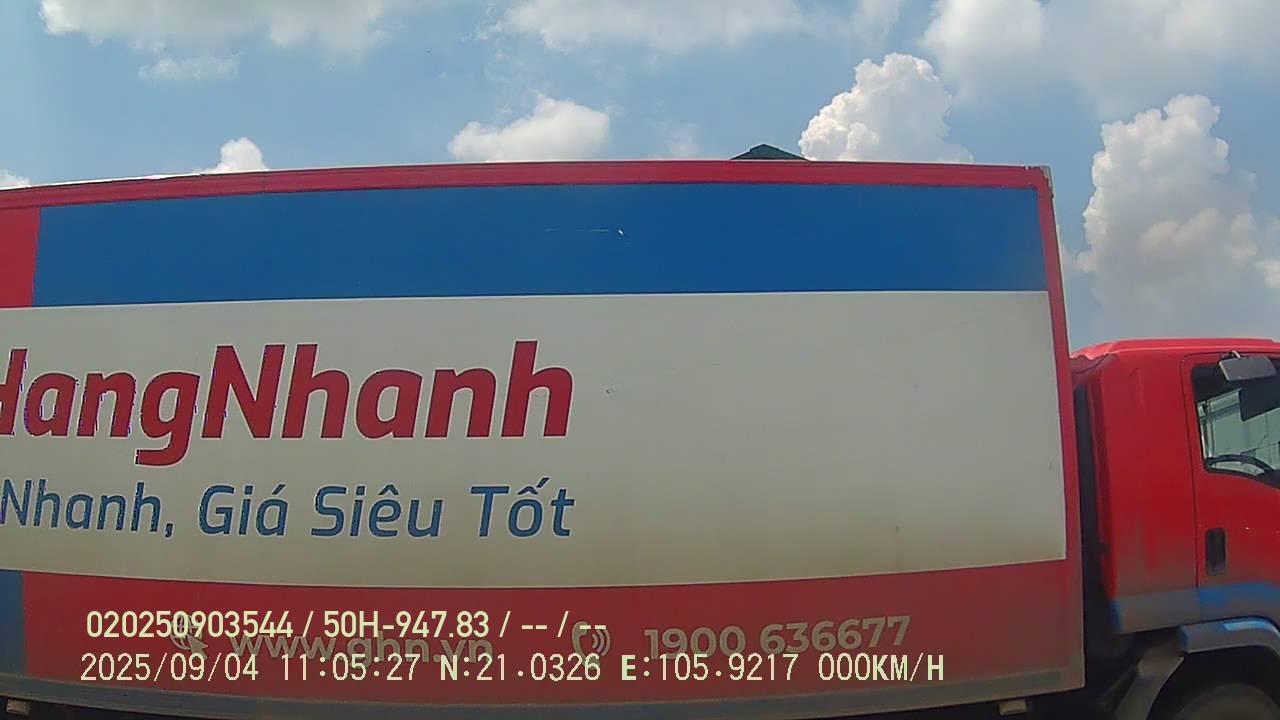 HangNhanh
Nhanh, Giá Siêu Tốt
www.ghn.vn 1900 636677
020250903544 / 50H-947.83 / -- / --
2025/09/04 11:05:27 N:21.0326 E:105.9217 000KM/H